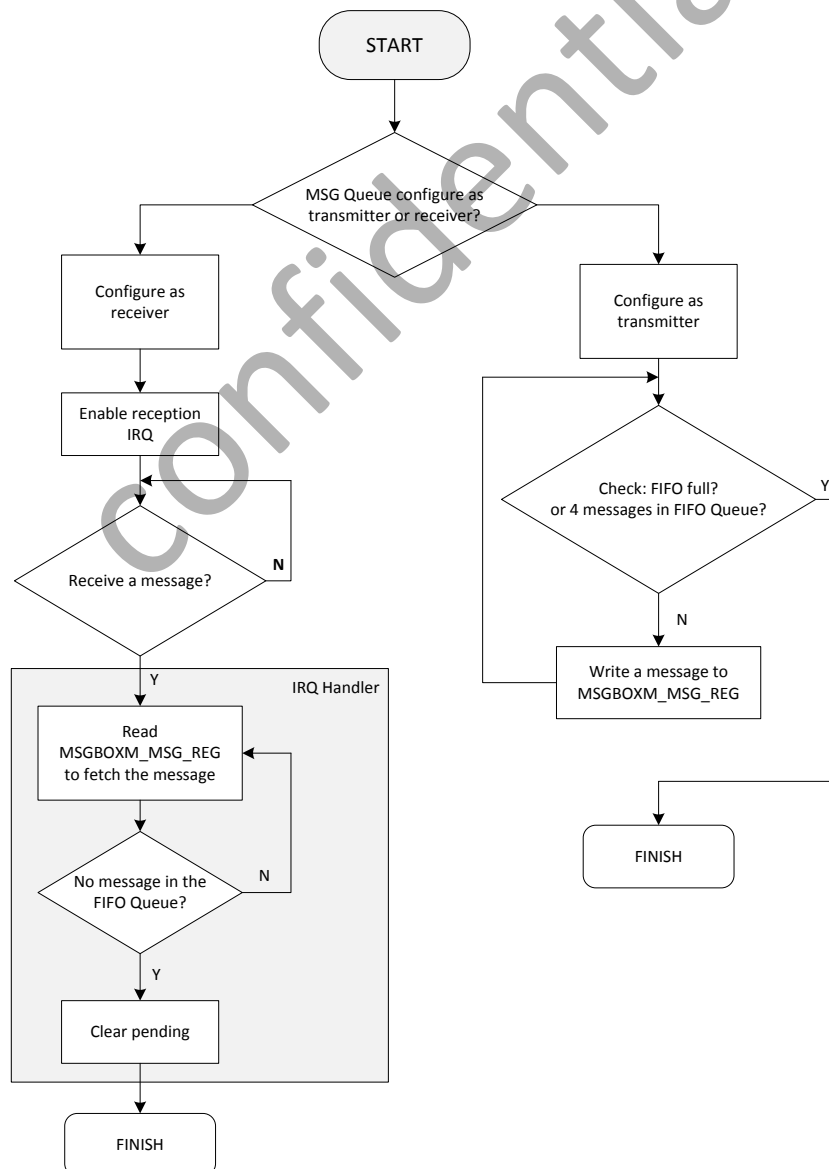 START
MSG Queue configure as
transmitter or receiver?
Configure as
receiver
Enable reception
IRQ
N
Receive a message?
Y
IRQ Handler
Read
MSGBOXM_MSG_REG
to fetch the message
No message in the
FIFO Queue?
N
Y
Clear pending
FINISH
Configure as
transmitter
Check: FIFO full?
or 4 messages in FIFO Queue?
Y
N
Write a message to
MSGBOXM_MSG_REG
FINISH